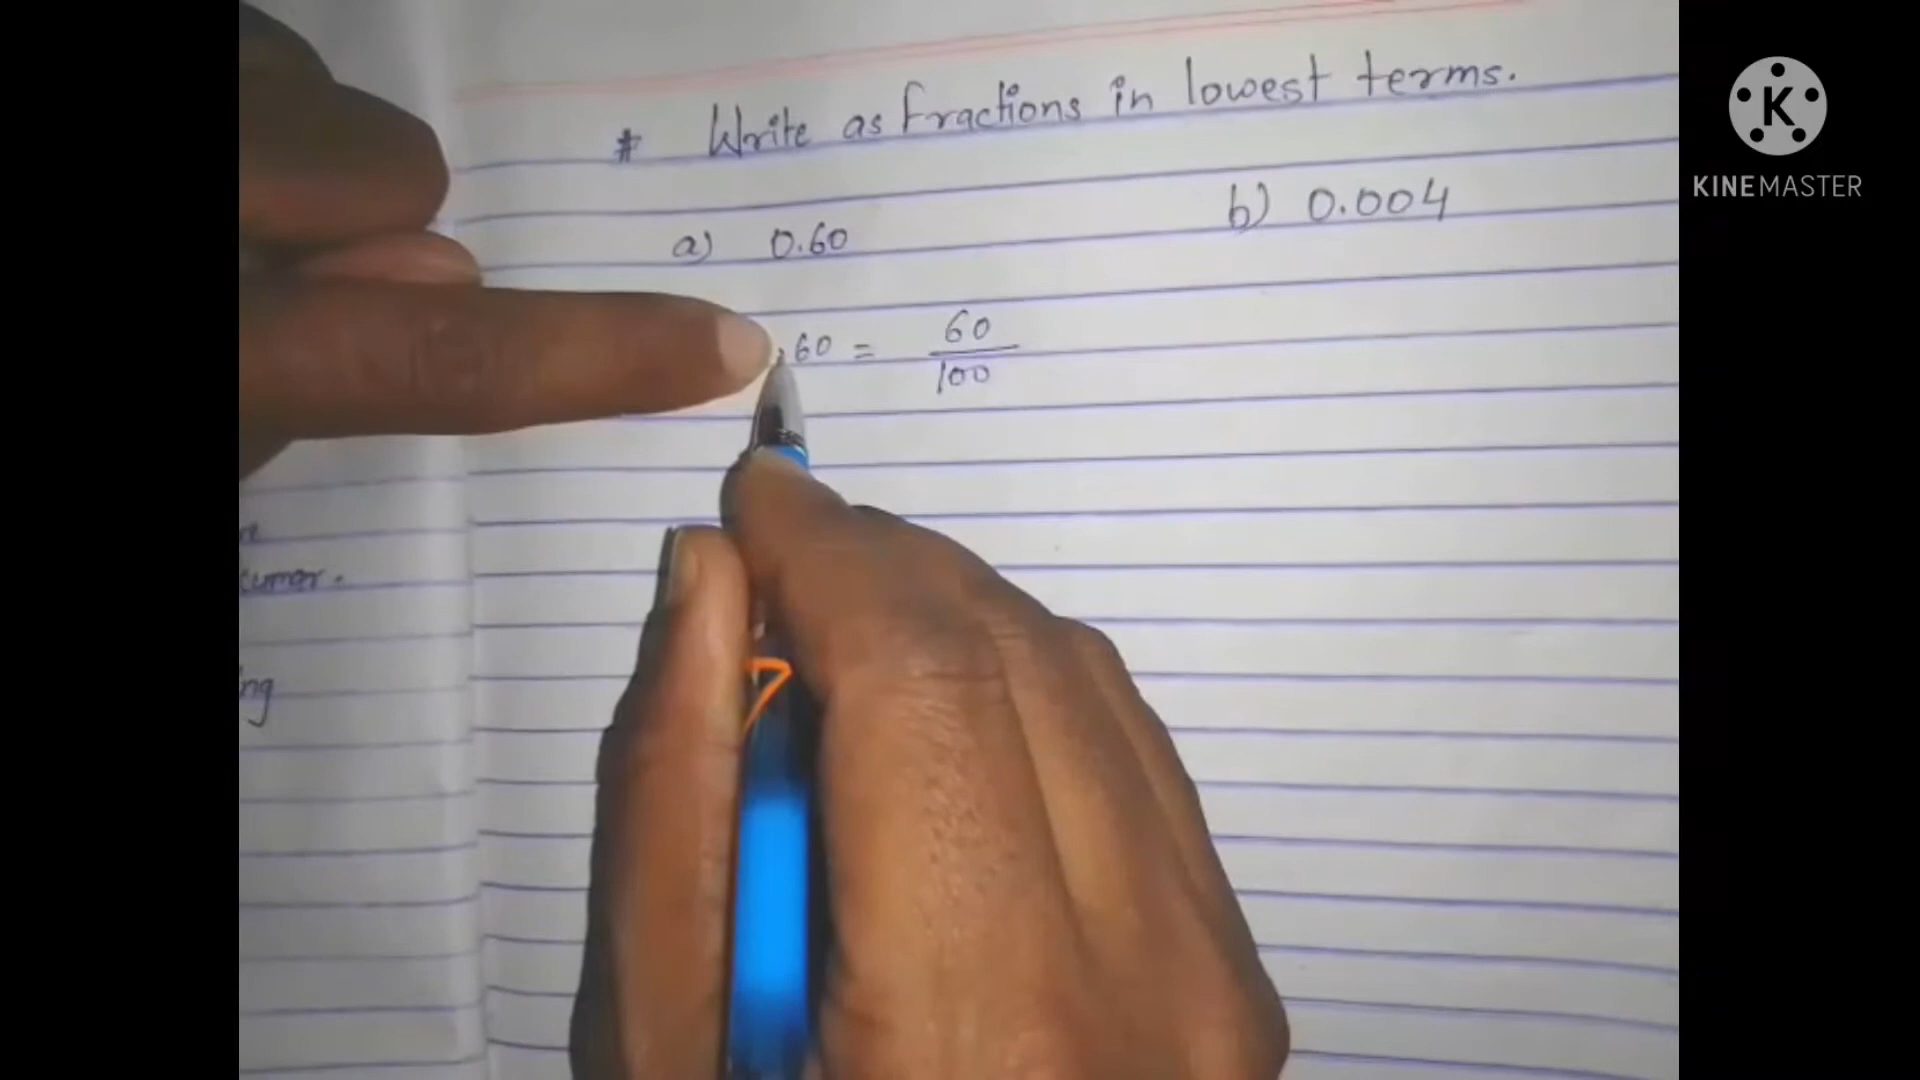 # Write as fractions in lowest terms.
a) 0.60
b) 0.004
.60 = 60/100
KINEMASTER